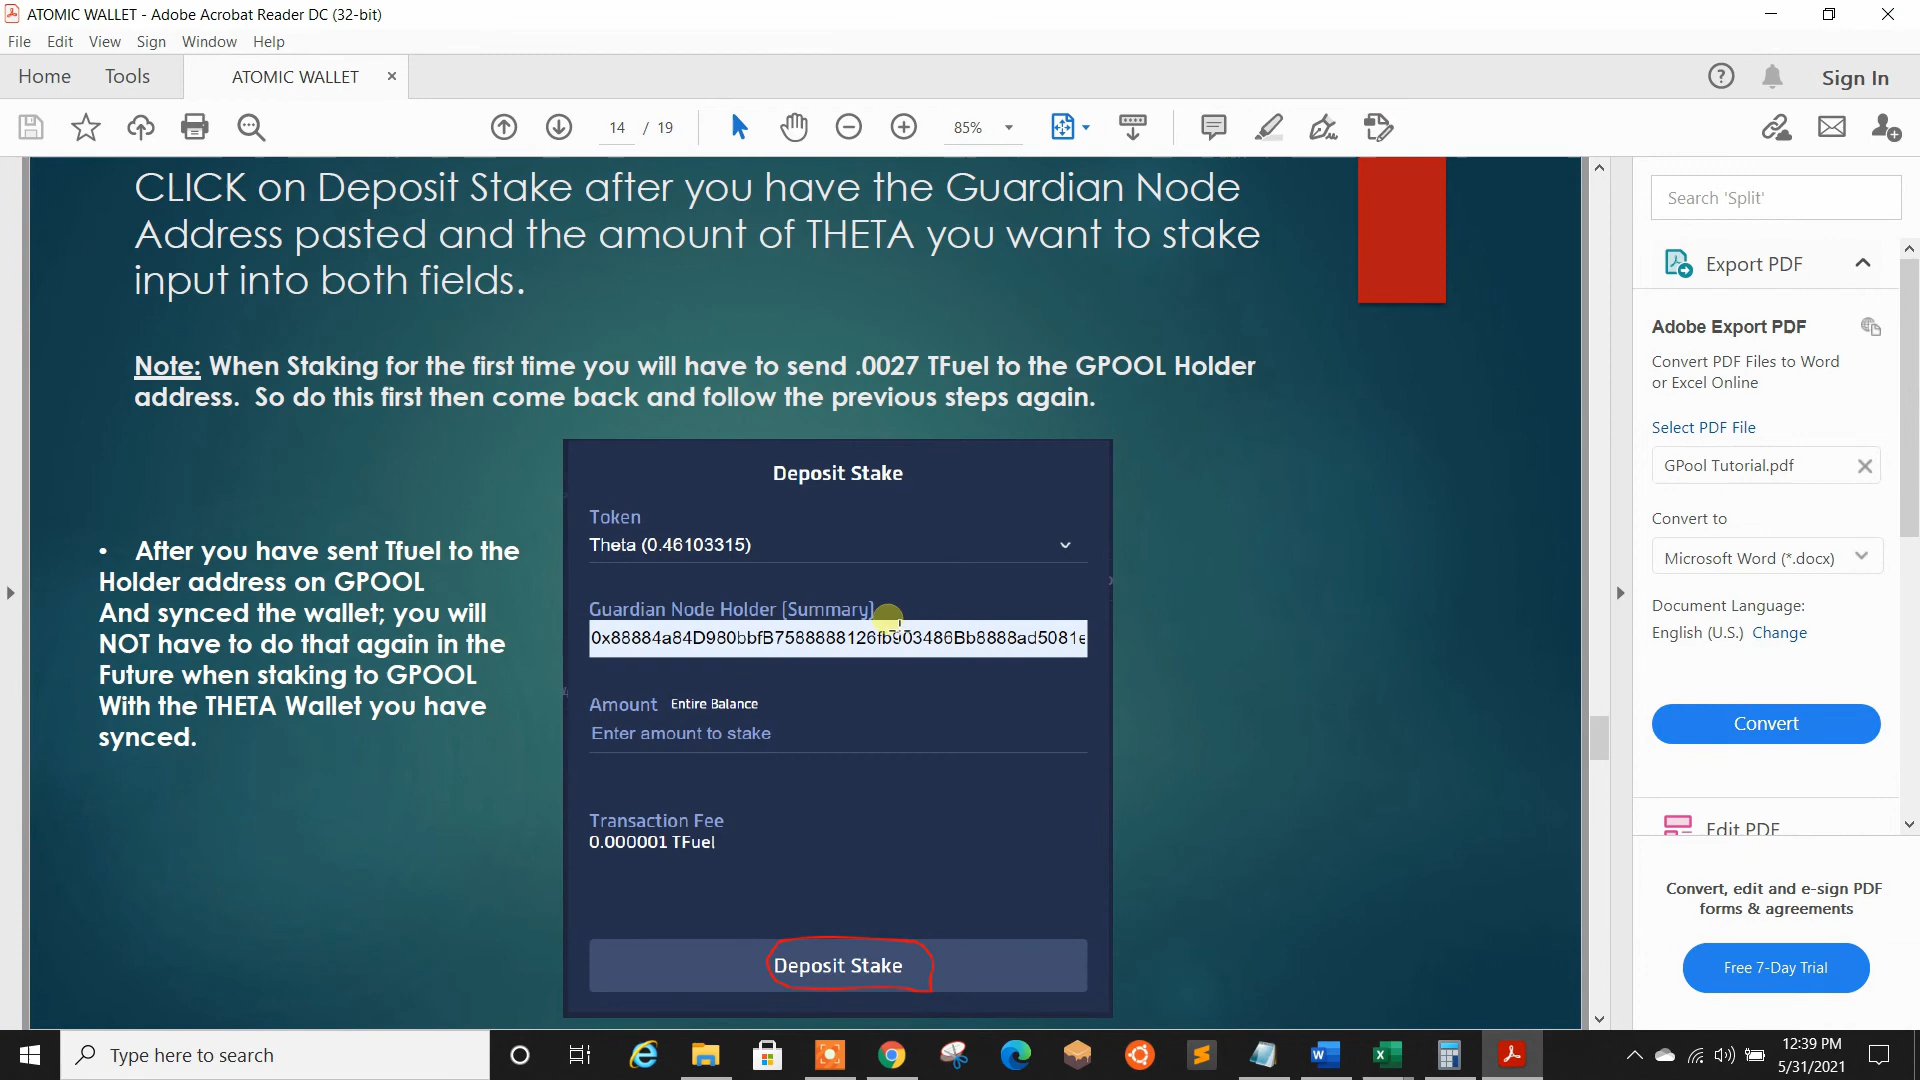 ATOMIC WALLET - Adobe Acrobat Reader DC (32-bit)
File Edit View Sign Window Help
Home Tools ATOMIC WALLET × Sign In
14 / 19 85%
CLICK on Deposit Stake after you have the Guardian Node
Address pasted and the amount of THETA you want to stake
input into both fields.
Note: When Staking for the first time you will have to send .0027 TFuel to the GPOOL Holder
address. So do this first then come back and follow the previous steps again.
• After you have sent Tfuel to the
Holder address on GPOOL
And synced the wallet; you will
NOT have to do that again in the
Future when staking to GPOOL
With the THETA Wallet you have
synced.
Deposit Stake
Token
Theta (0.46103315)
Guardian Node Holder (Summary)
0x88884a84D980bbfB7588888126fb903486Bb8888ad5081e
Amount Entire Balance
Enter amount to stake
Transaction Fee
0.000001 TFuel
Deposit Stake
Search 'Split'
Export PDF
Adobe Export PDF
Convert PDF Files to Word
or Excel Online
Select PDF File
GPool Tutorial.pdf
Convert to
Microsoft Word (*.docx)
Document Language:
English (U.S.) Change
Convert
Edit PDF
Convert, edit and e-sign PDF
forms & agreements
Free 7-Day Trial
Type here to search
12:39 PM
5/31/2021